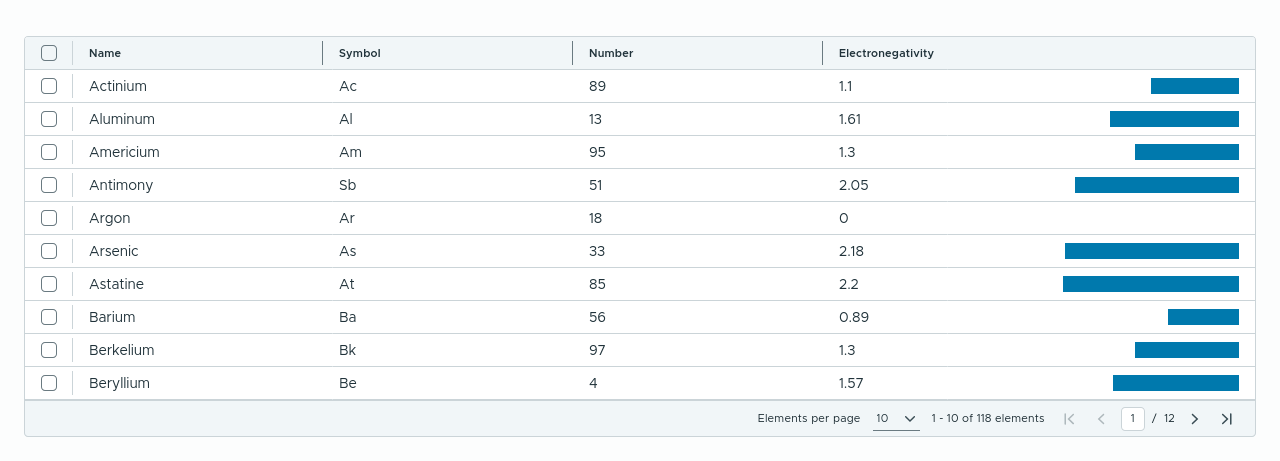 Name Symbol Number Electronegativity
Actinium Ac 89 1.1
Aluminum Al 13 1.61
Americium Am 95 1.3
Antimony Sb 51 2.05
Argon Ar 18 0
Arsenic As 33 2.18
Astatine At 85 2.2
Barium Ba 56 0.89
Berkelium Bk 97 1.3
Beryllium Be 4 1.57
Elements per page 10 1 - 10 of 118 elements 1 / 12